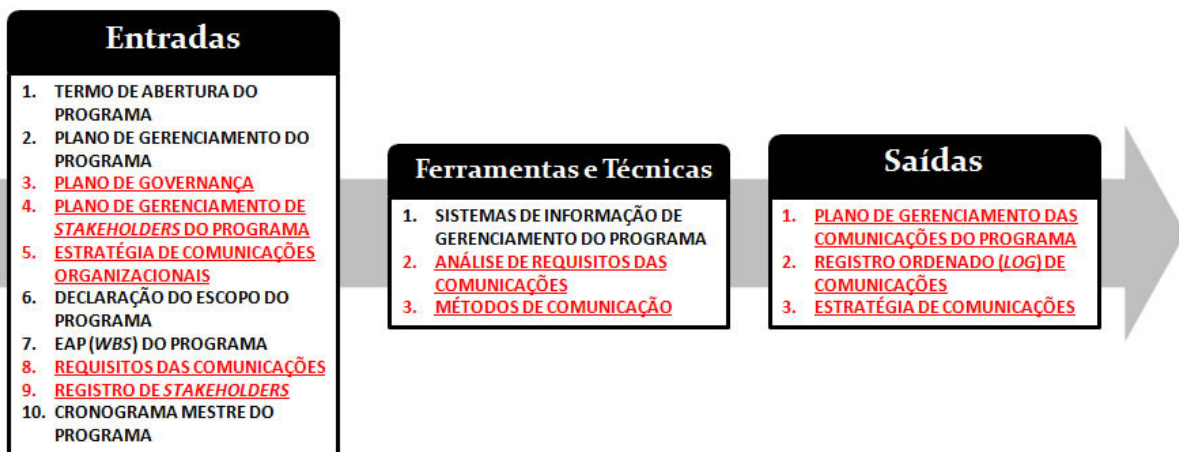 Entradas
1. TERMO DE ABERTURA DO
PROGRAMA
2. PLANO DE GERENCIAMENTO DO
PROGRAMA
3. PLANO DE GOVERNANÇA
4. PLANO DE GERENCIAMENTO DE
STAKEHOLDERS DO PROGRAMA
5. ESTRATÉGIA DE COMUNICAÇÕES
ORGANIZACIONAIS
6. DECLARAÇÃO DO ESCOPO DO
PROGRAMA
7. EAP (WBS) DO PROGRAMA
8. REQUISITOS DAS COMUNICAÇÕES
9. REGISTRO DE STAKEHOLDERS
10. CRONOGRAMA MESTRE DO
PROGRAMA
Ferramentas e Técnicas
1. SISTEMAS DE INFORMAÇÃO DE
GERENCIAMENTO DO PROGRAMA
2. ANÁLISE DE REQUISITOS DAS
COMUNICAÇÕES
3. MÉTODOS DE COMUNICAÇÃO
Saídas
1. PLANO DE GERENCIAMENTO DAS
COMUNICAÇÕES DO PROGRAMA
2. REGISTRO ORDENADO (LOG) DE
COMUNICAÇÕES
3. ESTRATÉGIA DE COMUNICAÇÕES